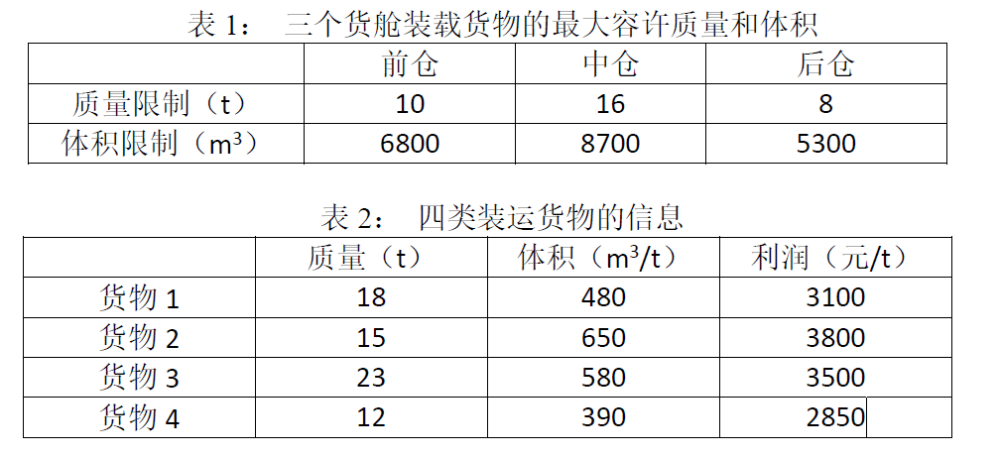 表 1： 三个货舱装载货物的最大容许质量和体积
前仓 中仓 后仓
质量限制（t） 10 16 8
体积限制（m³） 6800 8700 5300
表 2： 四类装运货物的信息
质量（t） 体积（m³/t） 利润（元/t）
货物 1 18 480 3100
货物 2 15 650 3800
货物 3 23 580 3500
货物 4 12 390 2850